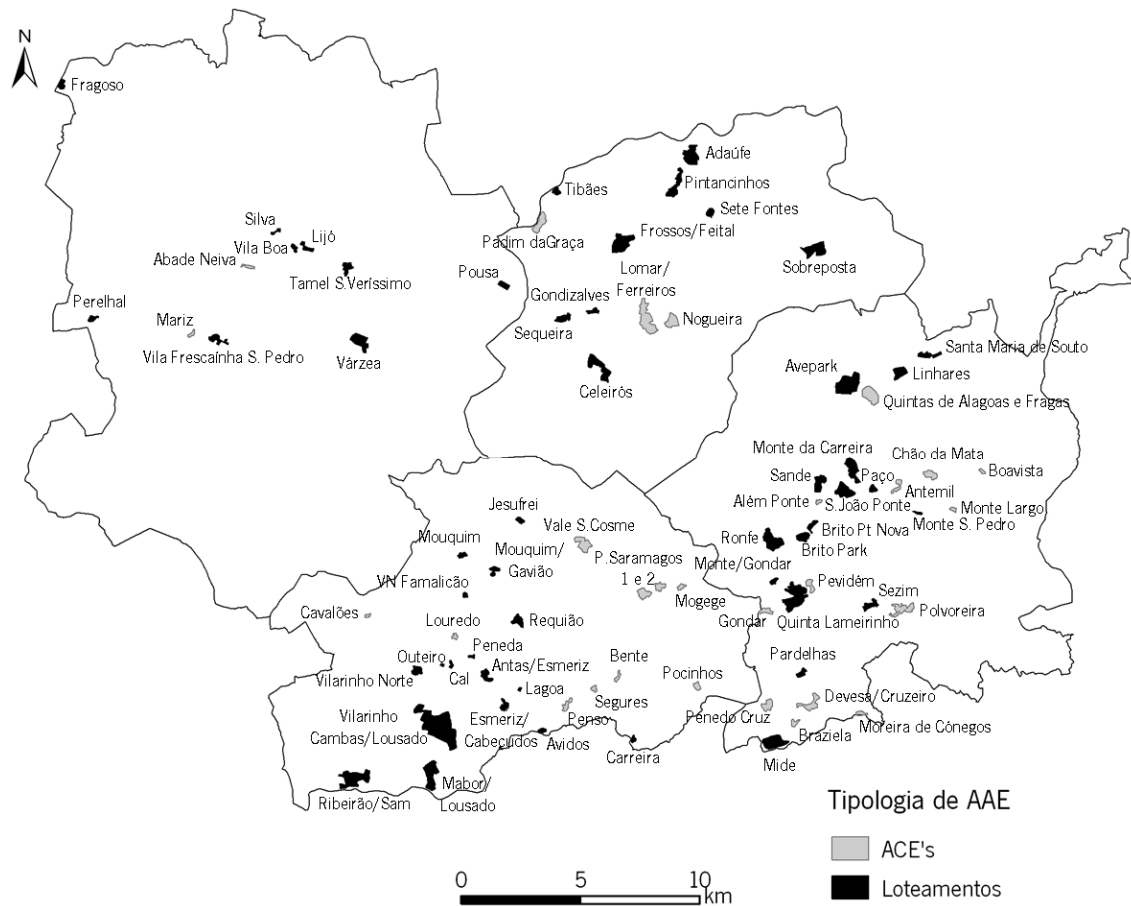 N
Fragoso
Adaúfe
Pintancinhos
Tibães
Sete Fontes
Silva
Frossos/Feital
Lijó
Padim daGraça
Vila Boa
Abade Neiva
Sobreposta
Lomar/
Ferreiros
Pousa
Tamel S.Veríssimo
Gondizalves
Perelhal
Mariz
Nogueira
Sequeira
Santa Maria de Souto
Vila Frescaínha S. Pedro
Várzea
Avepark
Linhares
Celeirós
Quintas de Alagoas e Fragas
Monte da Carreira
Chão da Mata
Boavista
Sande
Paço
Antemil
Além Ponte
S.João Ponte
Monte Largo
Monte S. Pedro
Jesufrei
Vale S.Cosme
Brito Pt Nova
Ronfe
Brito Park
Mouquim
Mouquim/
Gavião
P.Saramagos
1 e 2
Monte/Gondar
Pevidém
VN Famalicão
Mogege
Sezim
Cavalões
Louredo
Requião
Gondar
Quinta Lameirinho
Polvoreira
Peneda
Outeiro
Antas/Esmeriz
Bente
Pocinhos
Pardelhas
Vilarinho Norte
Cal
Lagoa
Segures
Devesa/Cruzeiro
Vilarinho
Cambas/Lousado
Esmeriz/
Cabeçudos
Penso
Penedo Cruz
Moreira de Cónegos
Braziela
Avidos
Carreira
Mide
Ribeirão/Sam
Mabor/
Lousado
Tipologia de AAE
ACE's
Loteamentos
0 5 10
km